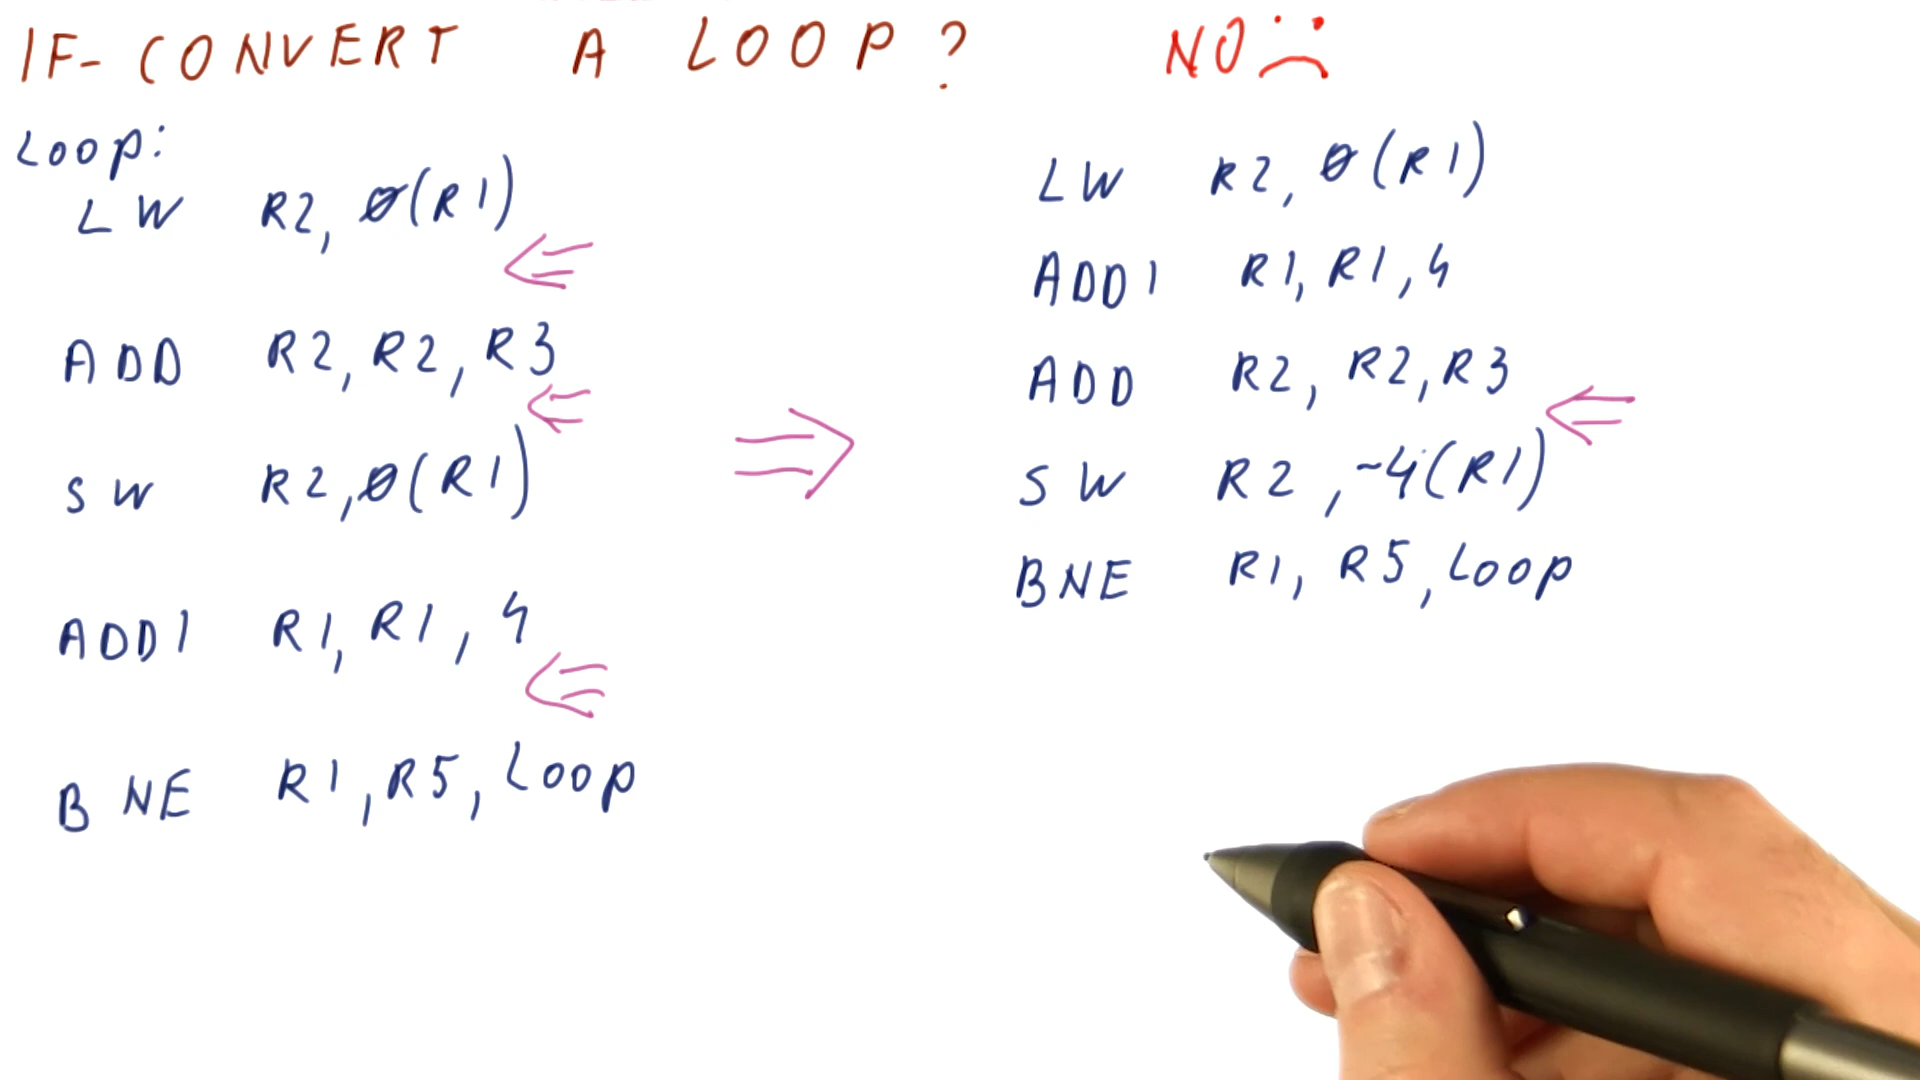 IF-CONVERT A LOOP? NO
LOOP:
LW R2, 0(R1)
ADD R2, R2, R3
SW R2, 0(R1)
ADDI R1, R1, 4
BNE R1, R5, LOOP
LW R2, 0(R1)
ADDI R1, R1, 4
ADD R2, R2, R3
SW R2, -4(R1)
BNE R1, R5, LOOP